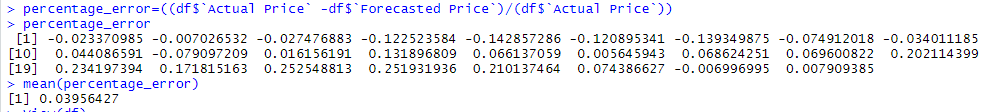 > percentage_error=((df$`Actual Price` -df$`Forecasted Price`)/(df$`Actual Price`))
> percentage_error
[1] -0.023370985 -0.007026532 -0.027476883 -0.122523584 -0.142857286 -0.120895341 -0.139349875 -0.074912018 -0.034011185
[10] 0.044086591 -0.079097209 0.016156191 0.131896809 0.066137059 0.005645943 0.068624251 0.069600822 0.202114399
[19] 0.234197394 0.171815163 0.252548813 0.251931936 0.210137464 0.074386627 -0.006996995 0.007909385
> mean(percentage_error)
[1] 0.03956427
> View(df)